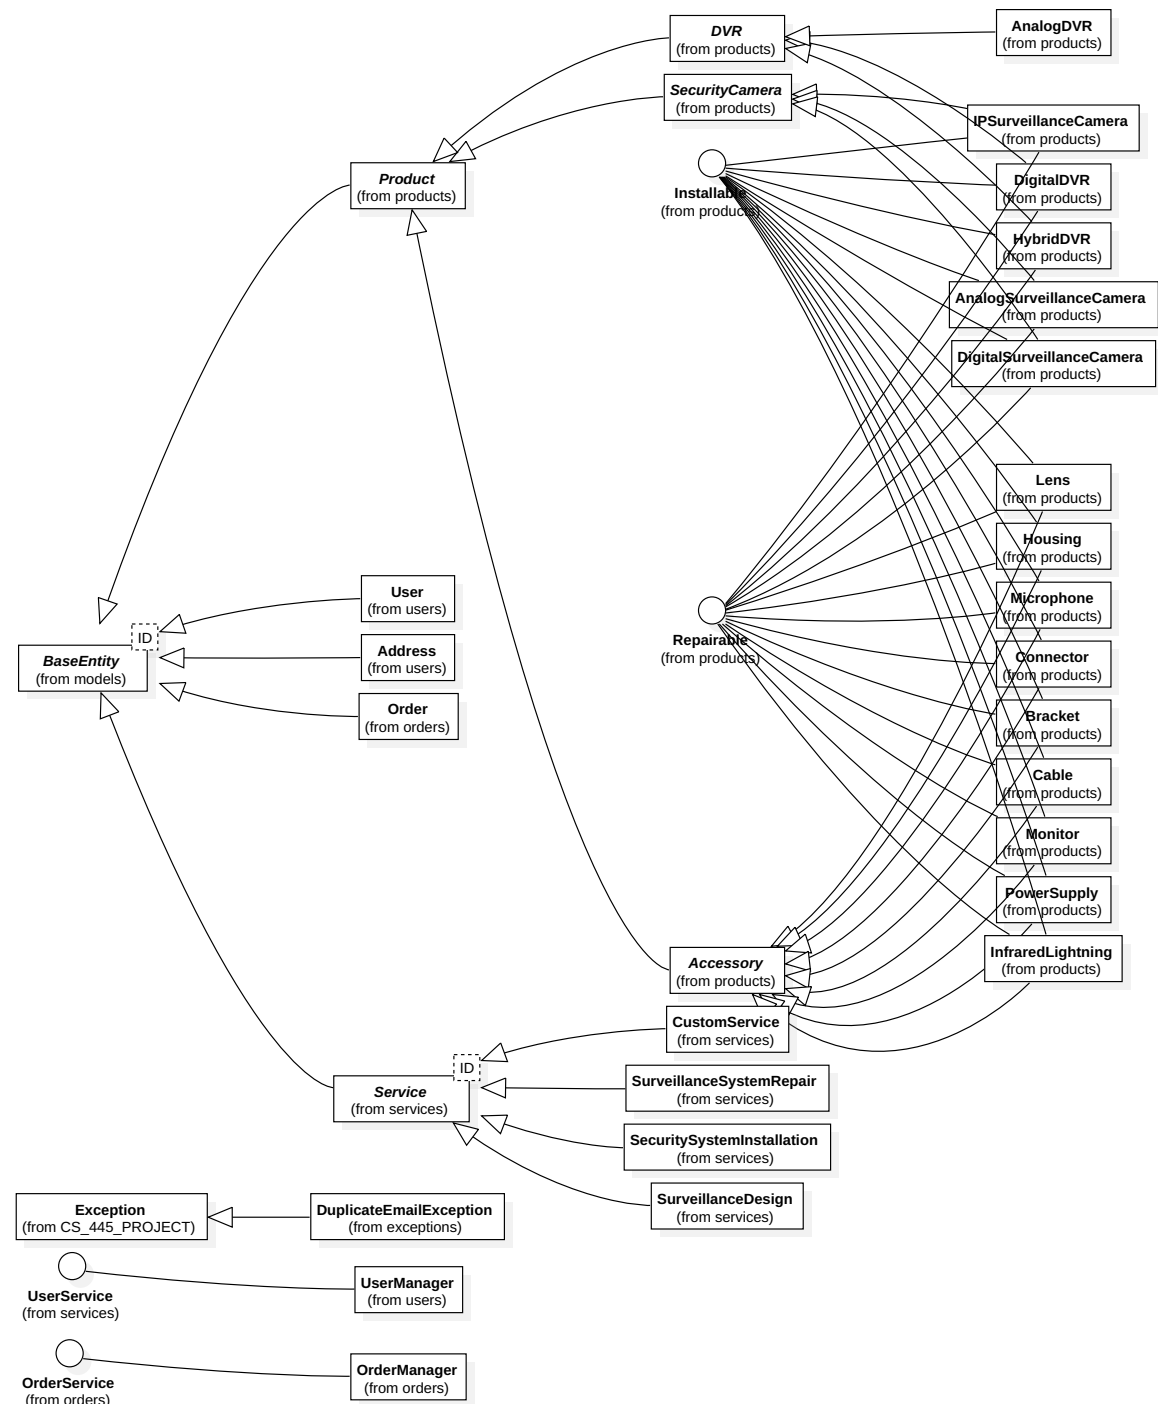 DVR
(from products)
AnalogDVR
(from products)
SecurityCamera
(from products)
IPSurveillanceCamera
(from products)
Installable
(from products)
Product
(from products)
DigitalDVR
(from products)
HybridDVR
(from products)
AnalogSurveillanceCamera
(from products)
DigitalSurveillanceCamera
(from products)
Lens
(from products)
Housing
(from products)
User
(from users)
Microphone
(from products)
ID
BaseEntity
(from models)
Address
(from users)
Repairable
(from products)
Connector
(from products)
Order
(from orders)
Bracket
(from products)
Cable
(from products)
Monitor
(from products)
PowerSupply
(from products)
Accessory
(from products)
InfraredLightning
(from products)
CustomService
(from services)
ID
Service
(from services)
SurveillanceSystemRepair
(from services)
SecuritySystemInstallation
(from services)
SurveillanceDesign
(from services)
Exception
(from CS_445_PROJECT)
DuplicateEmailException
(from exceptions)
UserService
(from services)
UserManager
(from users)
OrderService
(from orders)
OrderManager
(from orders)